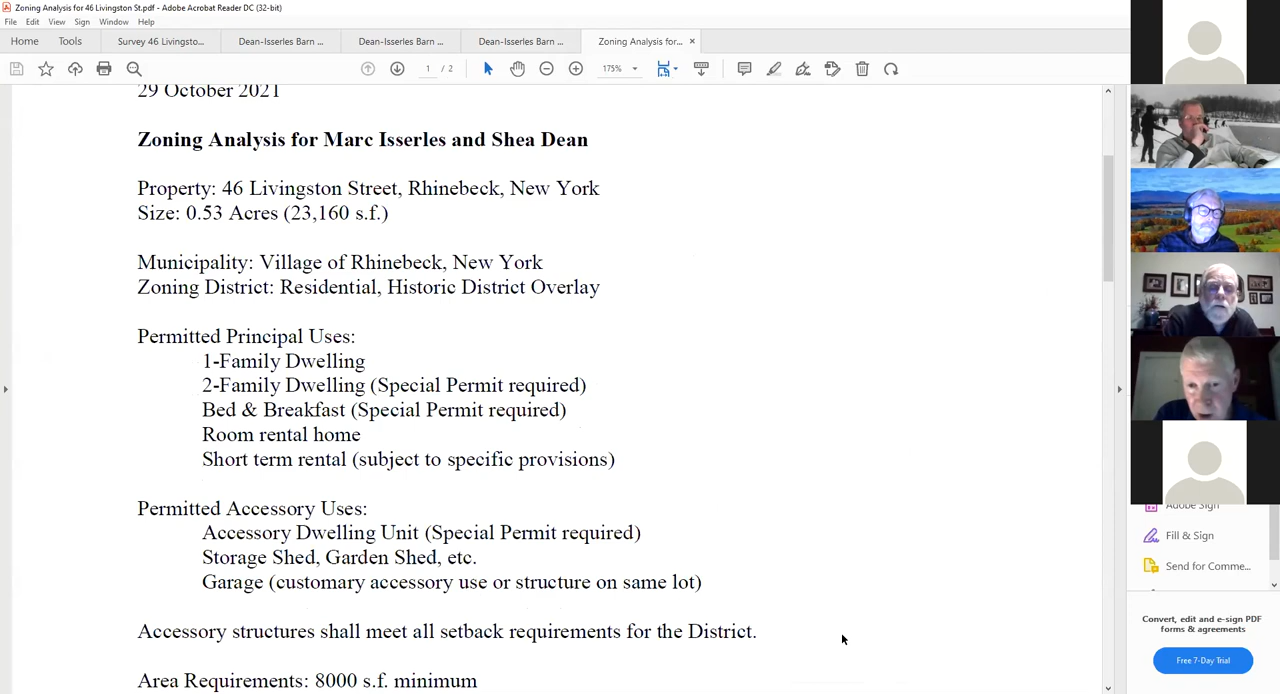 Zoning Analysis for 46 Livingston St.pdf - Adobe Acrobat Reader DC (32-bit)
File Edit View Sign Window Help
Home Tools Survey 46 Livingsto... Dean-Isserles Barn ... Dean-Isserles Barn ... Dean-Isserles Barn ... Zoning Analysis for... ×
1 / 2 175%
29 October 2021
Zoning Analysis for Marc Isserles and Shea Dean
Property: 46 Livingston Street, Rhinebeck, New York
Size: 0.53 Acres (23,160 s.f.)
Municipality: Village of Rhinebeck, New York
Zoning District: Residential, Historic District Overlay
Permitted Principal Uses:
1-Family Dwelling
2-Family Dwelling (Special Permit required)
Bed & Breakfast (Special Permit required)
Room rental home
Short term rental (subject to specific provisions)
Permitted Accessory Uses:
Accessory Dwelling Unit (Special Permit required)
Storage Shed, Garden Shed, etc.
Garage (customary accessory use or structure on same lot)
Accessory structures shall meet all setback requirements for the District.
Area Requirements: 8000 s.f. minimum
Adobe Sign
Fill & Sign
Send for Comme...
Convert, edit and e-sign PDF
forms & agreements
Free 7-Day Trial